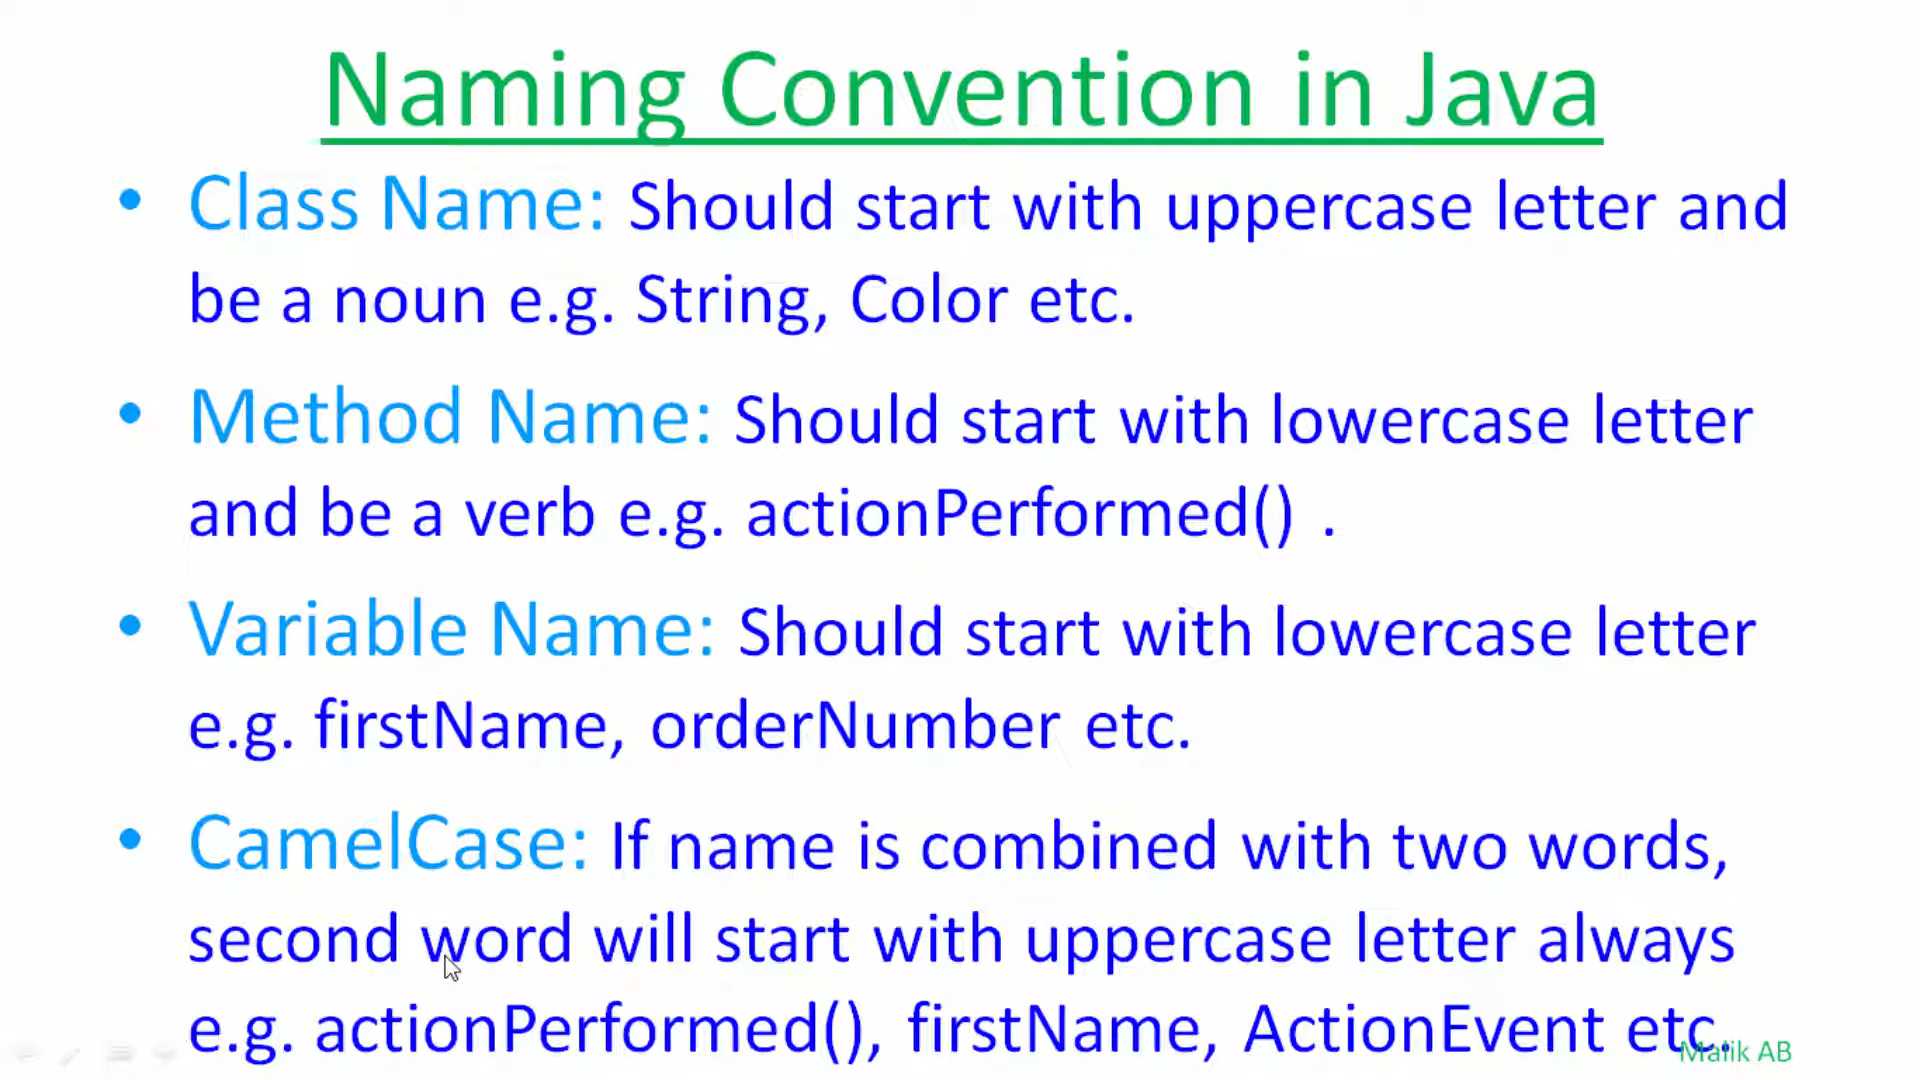 Naming Convention in Java
• Class Name: Should start with uppercase letter and
be a noun e.g. String, Color etc.
• Method Name: Should start with lowercase letter
and be a verb e.g. actionPerformed() .
• Variable Name: Should start with lowercase letter
e.g. firstName, orderNumber etc.
• CamelCase: If name is combined with two words,
second word will start with uppercase letter always
e.g. actionPerformed(), firstName, ActionEvent etc.
Malik AB